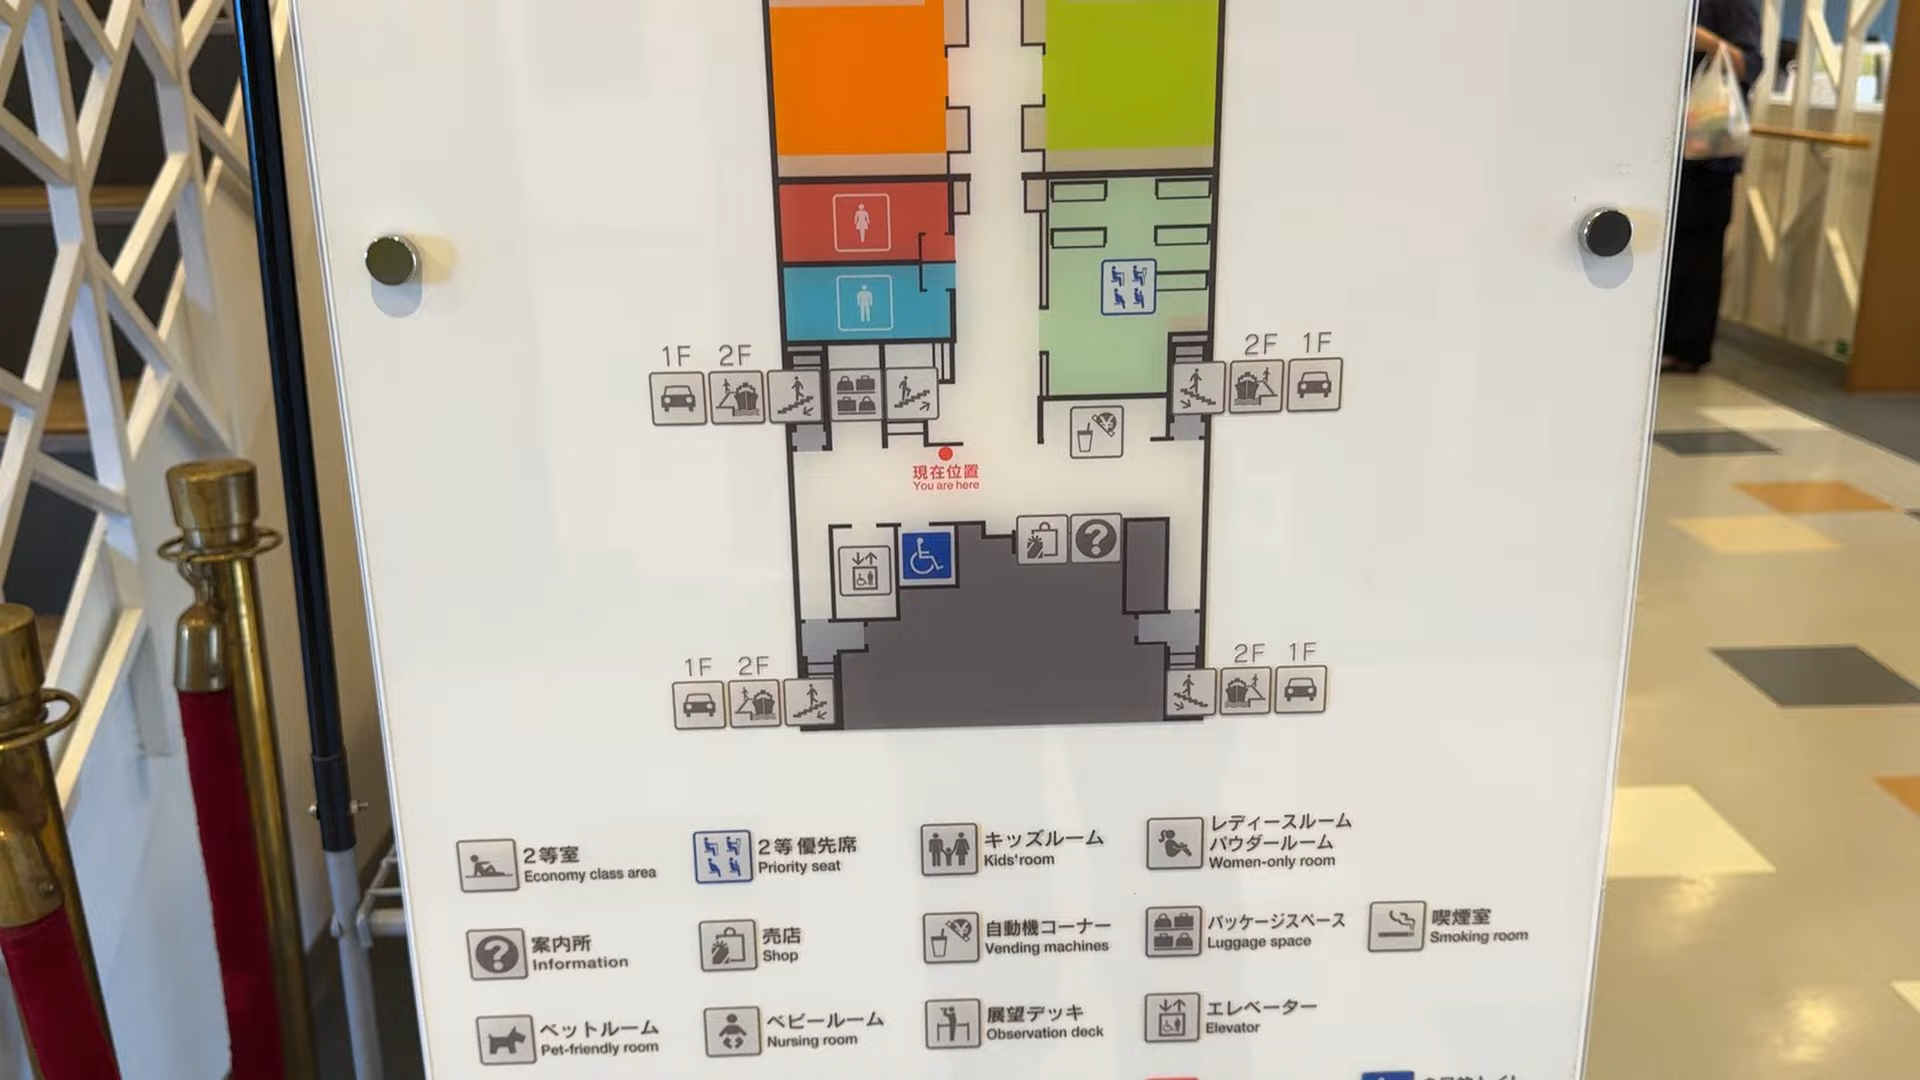 1F 2F
2F 1F
現在位置
You are here
1F 2F
2F 1F
2等室
Economy class area
2等優先席
Priority seat
キッズルーム
Kids'room
レディースルーム
パウダールーム
Women-only room
案内所
Information
売店
Shop
自動機コーナー
Vending machines
パッケージスペース
Luggage space
喫煙室
Smoking room
ペットルーム
Pet-friendly room
ベビールーム
Nursing room
展望デッキ
Observation deck
エレベーター
Elevator